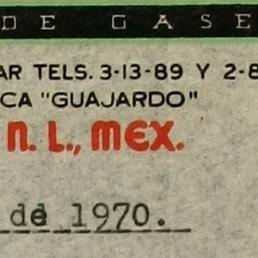 DE GASE
AR TELS. 3-13-89 Y 2-8
CA "GUAJARDO"
N. L., MEX.
de 1970.